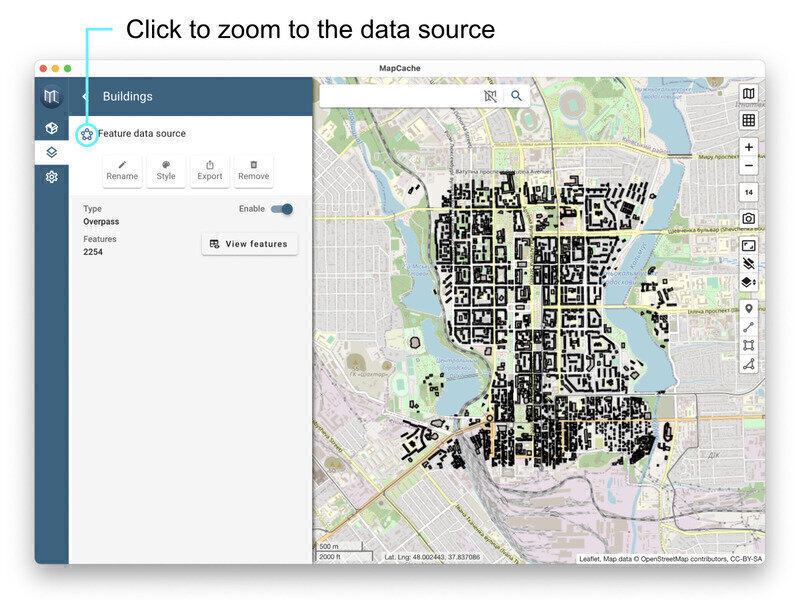 Click to zoom to the data source
MapCache
Buildings
Feature data source
Rename
Style
Export
Remove
Type
Enable
Overpass
Features
2254
View features
14
500 m
2000 ft
Lat. Lng: 48.002443, 37.837086
Leaflet, Map data © OpenStreetMap contributors, CC-BY-SA